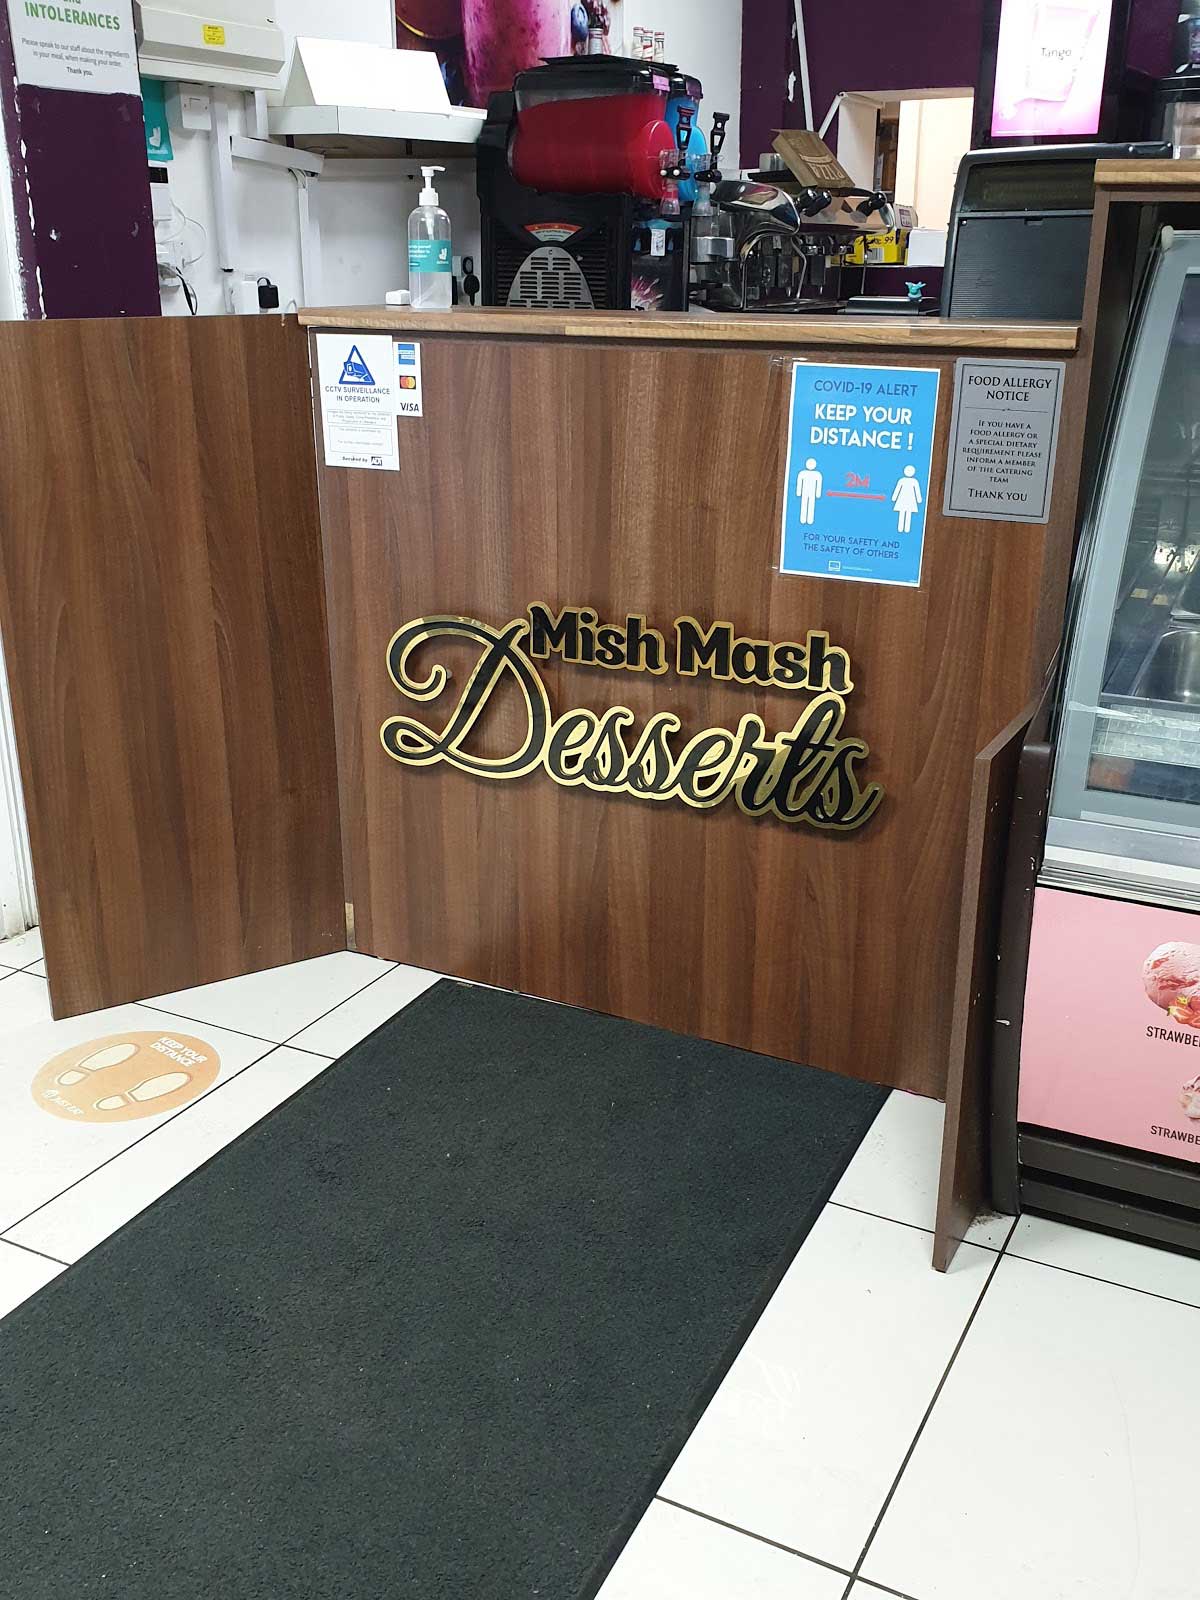 INTOLERANCES
Please speak to our staff about the ingredients
in your meal, when making your order.
Thank you.
Tango
CCTV SURVEILLANCE
IN OPERATION
VISA
COVID-19 ALERT
KEEP YOUR
DISTANCE !
2M
FOR YOUR SAFETY AND
THE SAFETY OF OTHERS
FOOD ALLERGY
NOTICE
IF YOU HAVE A
FOOD ALLERGY OR
A SPECIAL DIETARY
REQUIREMENT PLEASE
INFORM A MEMBER
OF THE CATERING
TEAM
THANK YOU
Mish Mash
Desserts
KEEP YOUR
DISTANCE
JUST EAT
STRAWBE
STRAWBE